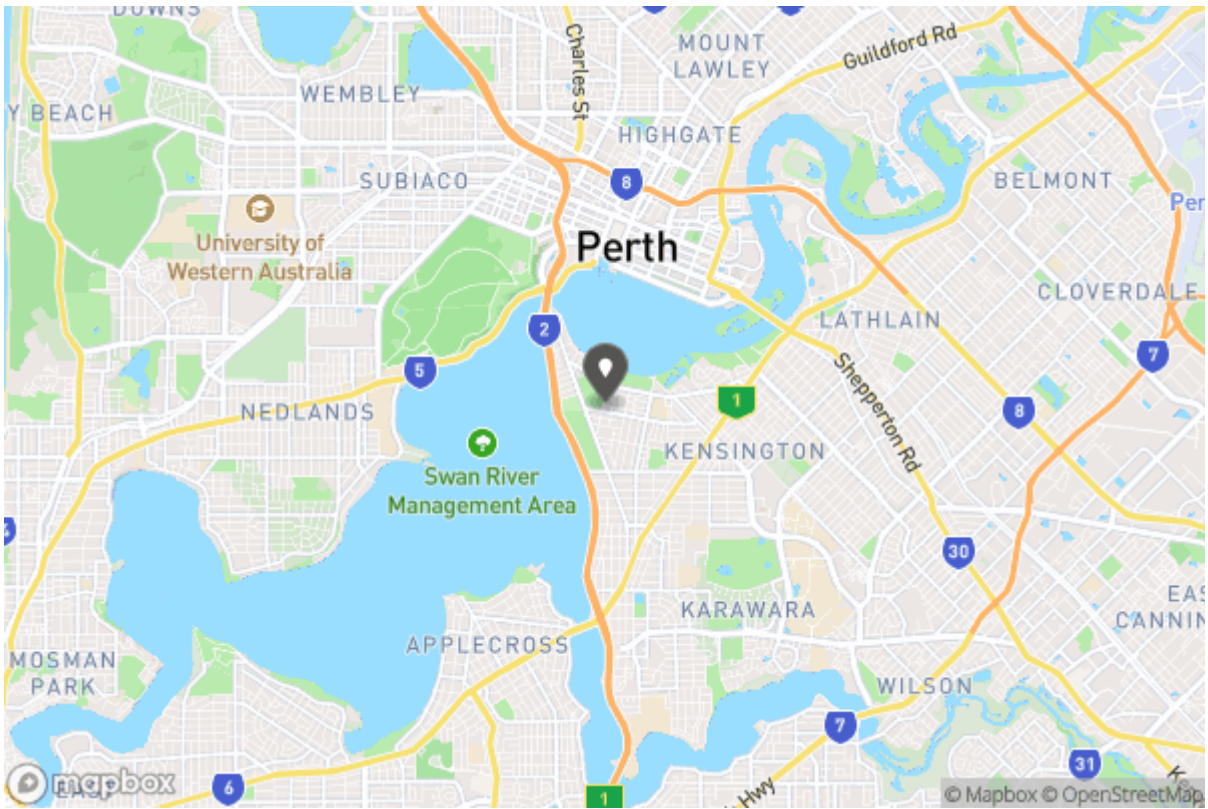 DOWNS
Charles St
MOUNT
LAWLEY
Guildford Rd
WEMBLEY
Y BEACH
HIGHGATE
SUBIACO
8
BELMONT
Per
University of
Western Australia
Perth
CLOVERDALE
2
LATHLAIN
7
5
Shepperton Rd
NEDLANDS
1
8
KENSINGTON
Swan River
Management Area
30
KARAWARA
EAS
CANNIN
APPLECROSS
MOSMAN
PARK
WILSON
7
31
mapbox
EAST
6
1
Hwy
K
© Mapbox © OpenStreetMap